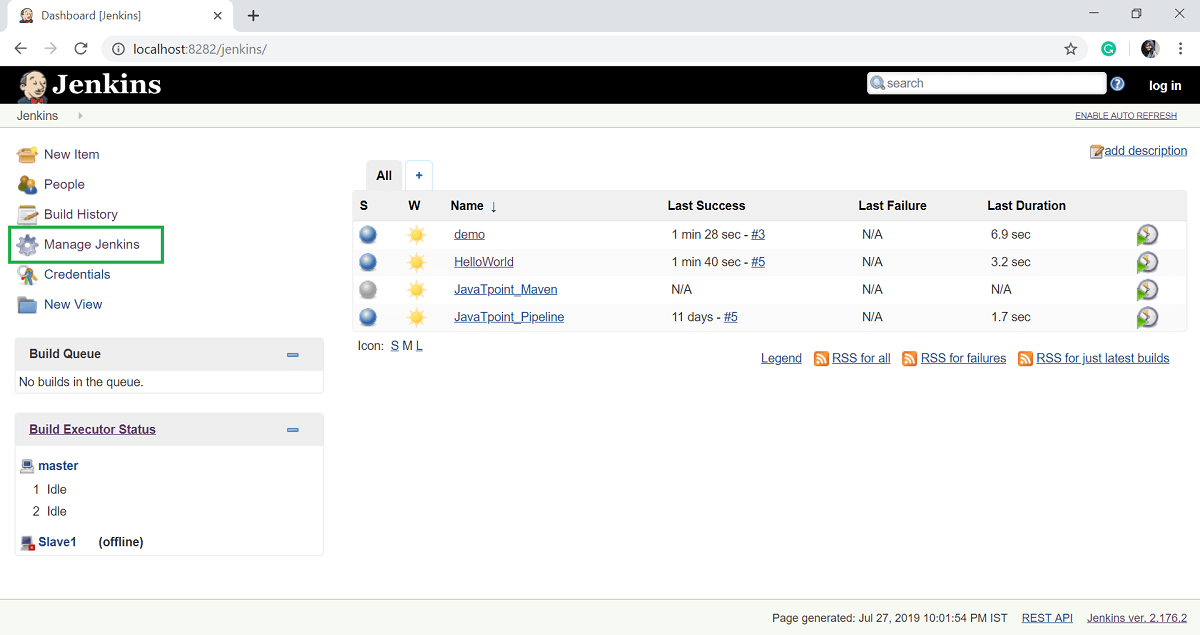 Dashboard [Jenkins]
localhost:8282/jenkins/
Jenkins
search
log in
Jenkins
ENABLE AUTO REFRESH
New Item
People
Build History
Manage Jenkins
Credentials
New View
add description
All +
S W Name ↓ Last Success Last Failure Last Duration
demo 1 min 28 sec - #3 N/A 6.9 sec
HelloWorld 1 min 40 sec - #5 N/A 3.2 sec
JavaTpoint_Maven N/A N/A N/A
JavaTpoint_Pipeline 11 days - #5 N/A 1.7 sec
Icon: S M L
Legend RSS for all RSS for failures RSS for just latest builds
Build Queue
No builds in the queue.
Build Executor Status
master
1 Idle
2 Idle
Slave1 (offline)
Page generated: Jul 27, 2019 10:01:54 PM IST REST API Jenkins ver. 2.176.2